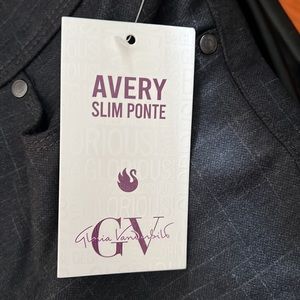 AVERY
SLIM PONTE
GV
Gloria Vanderbilt